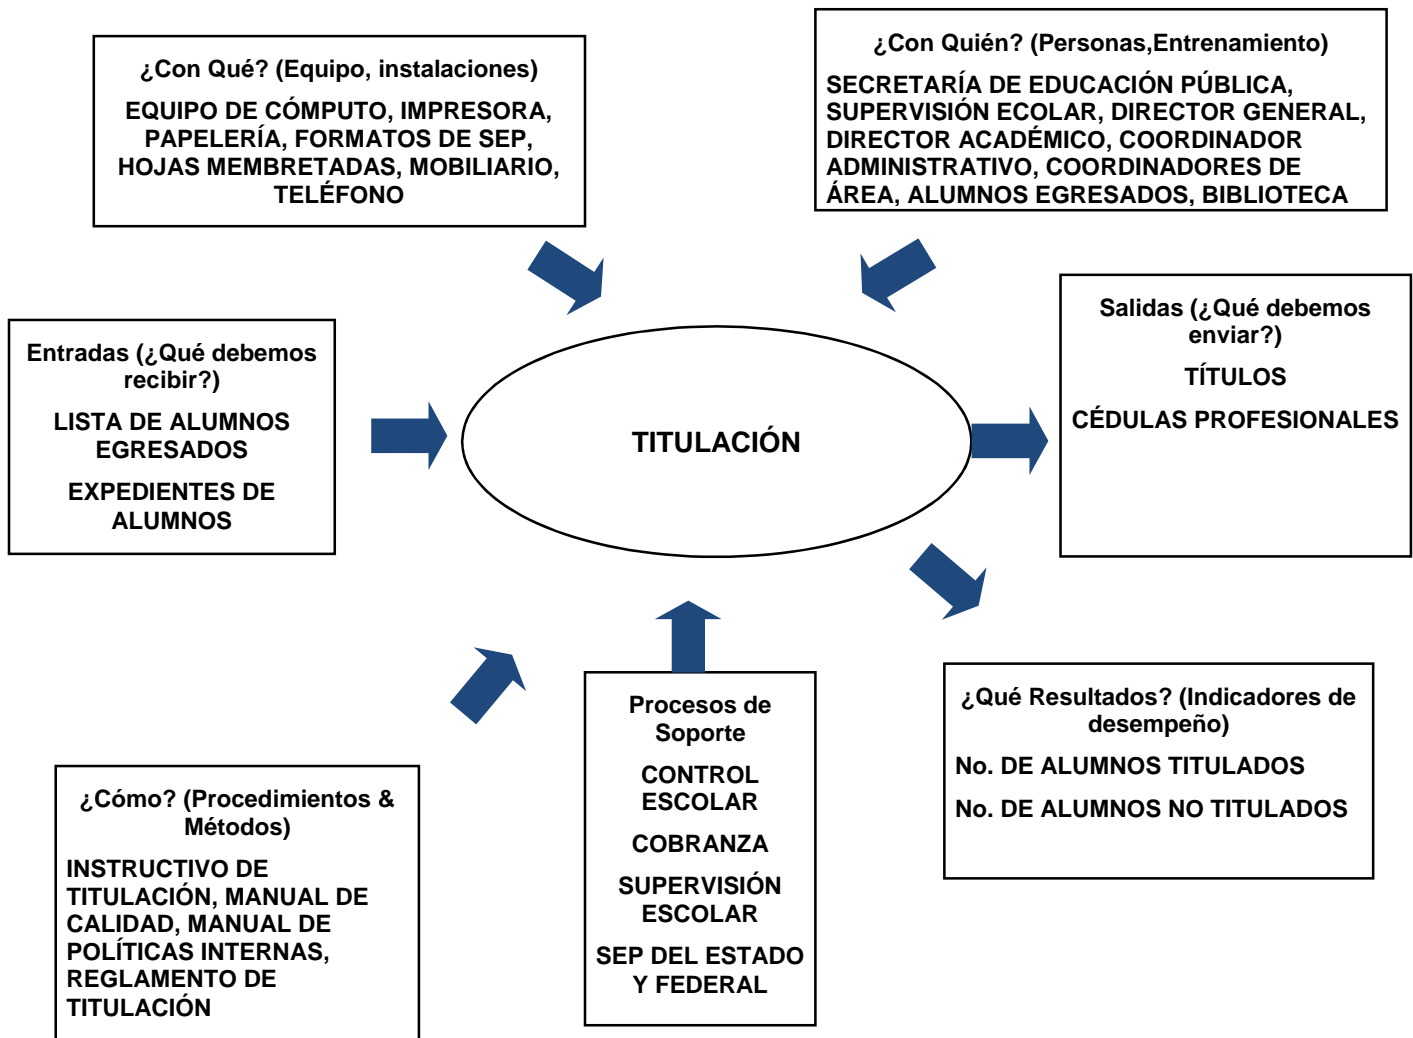 ¿Con Qué? (Equipo, instalaciones)
EQUIPO DE CÓMPUTO, IMPRESORA,
PAPELERÍA, FORMATOS DE SEP,
HOJAS MEMBRETADAS, MOBILIARIO,
TELÉFONO
¿Con Quién? (Personas,Entrenamiento)
SECRETARÍA DE EDUCACIÓN PÚBLICA,
SUPERVISIÓN ECOLAR, DIRECTOR GENERAL,
DIRECTOR ACADÉMICO, COORDINADOR
ADMINISTRATIVO, COORDINADORES DE
ÁREA, ALUMNOS EGRESADOS, BIBLIOTECA
Entradas (¿Qué debemos
recibir?)
LISTA DE ALUMNOS
EGRESADOS
EXPEDIENTES DE
ALUMNOS
TITULACIÓN
Salidas (¿Qué debemos
enviar?)
TÍTULOS
CÉDULAS PROFESIONALES
¿Cómo? (Procedimientos &
Métodos)
INSTRUCTIVO DE
TITULACIÓN, MANUAL DE
CALIDAD, MANUAL DE
POLÍTICAS INTERNAS,
REGLAMENTO DE
TITULACIÓN
Procesos de
Soporte
CONTROL
ESCOLAR
COBRANZA
SUPERVISIÓN
ESCOLAR
SEP DEL ESTADO
Y FEDERAL
¿Qué Resultados? (Indicadores de
desempeño)
No. DE ALUMNOS TITULADOS
No. DE ALUMNOS NO TITULADOS